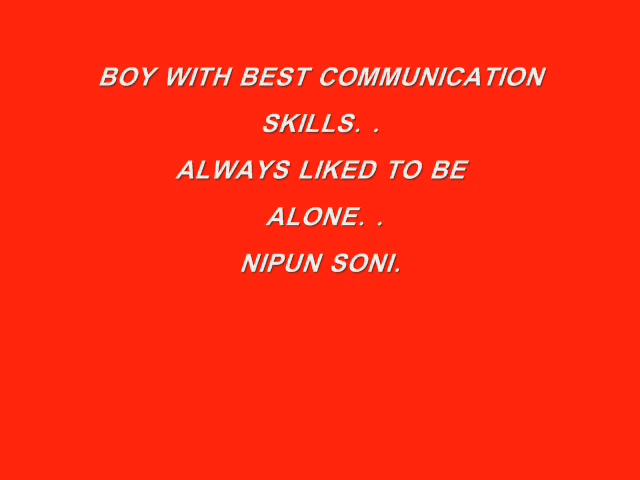 BOY WITH BEST COMMUNICATION
SKILLS. .
ALWAYS LIKED TO BE
ALONE. .
NIPUN SONI.